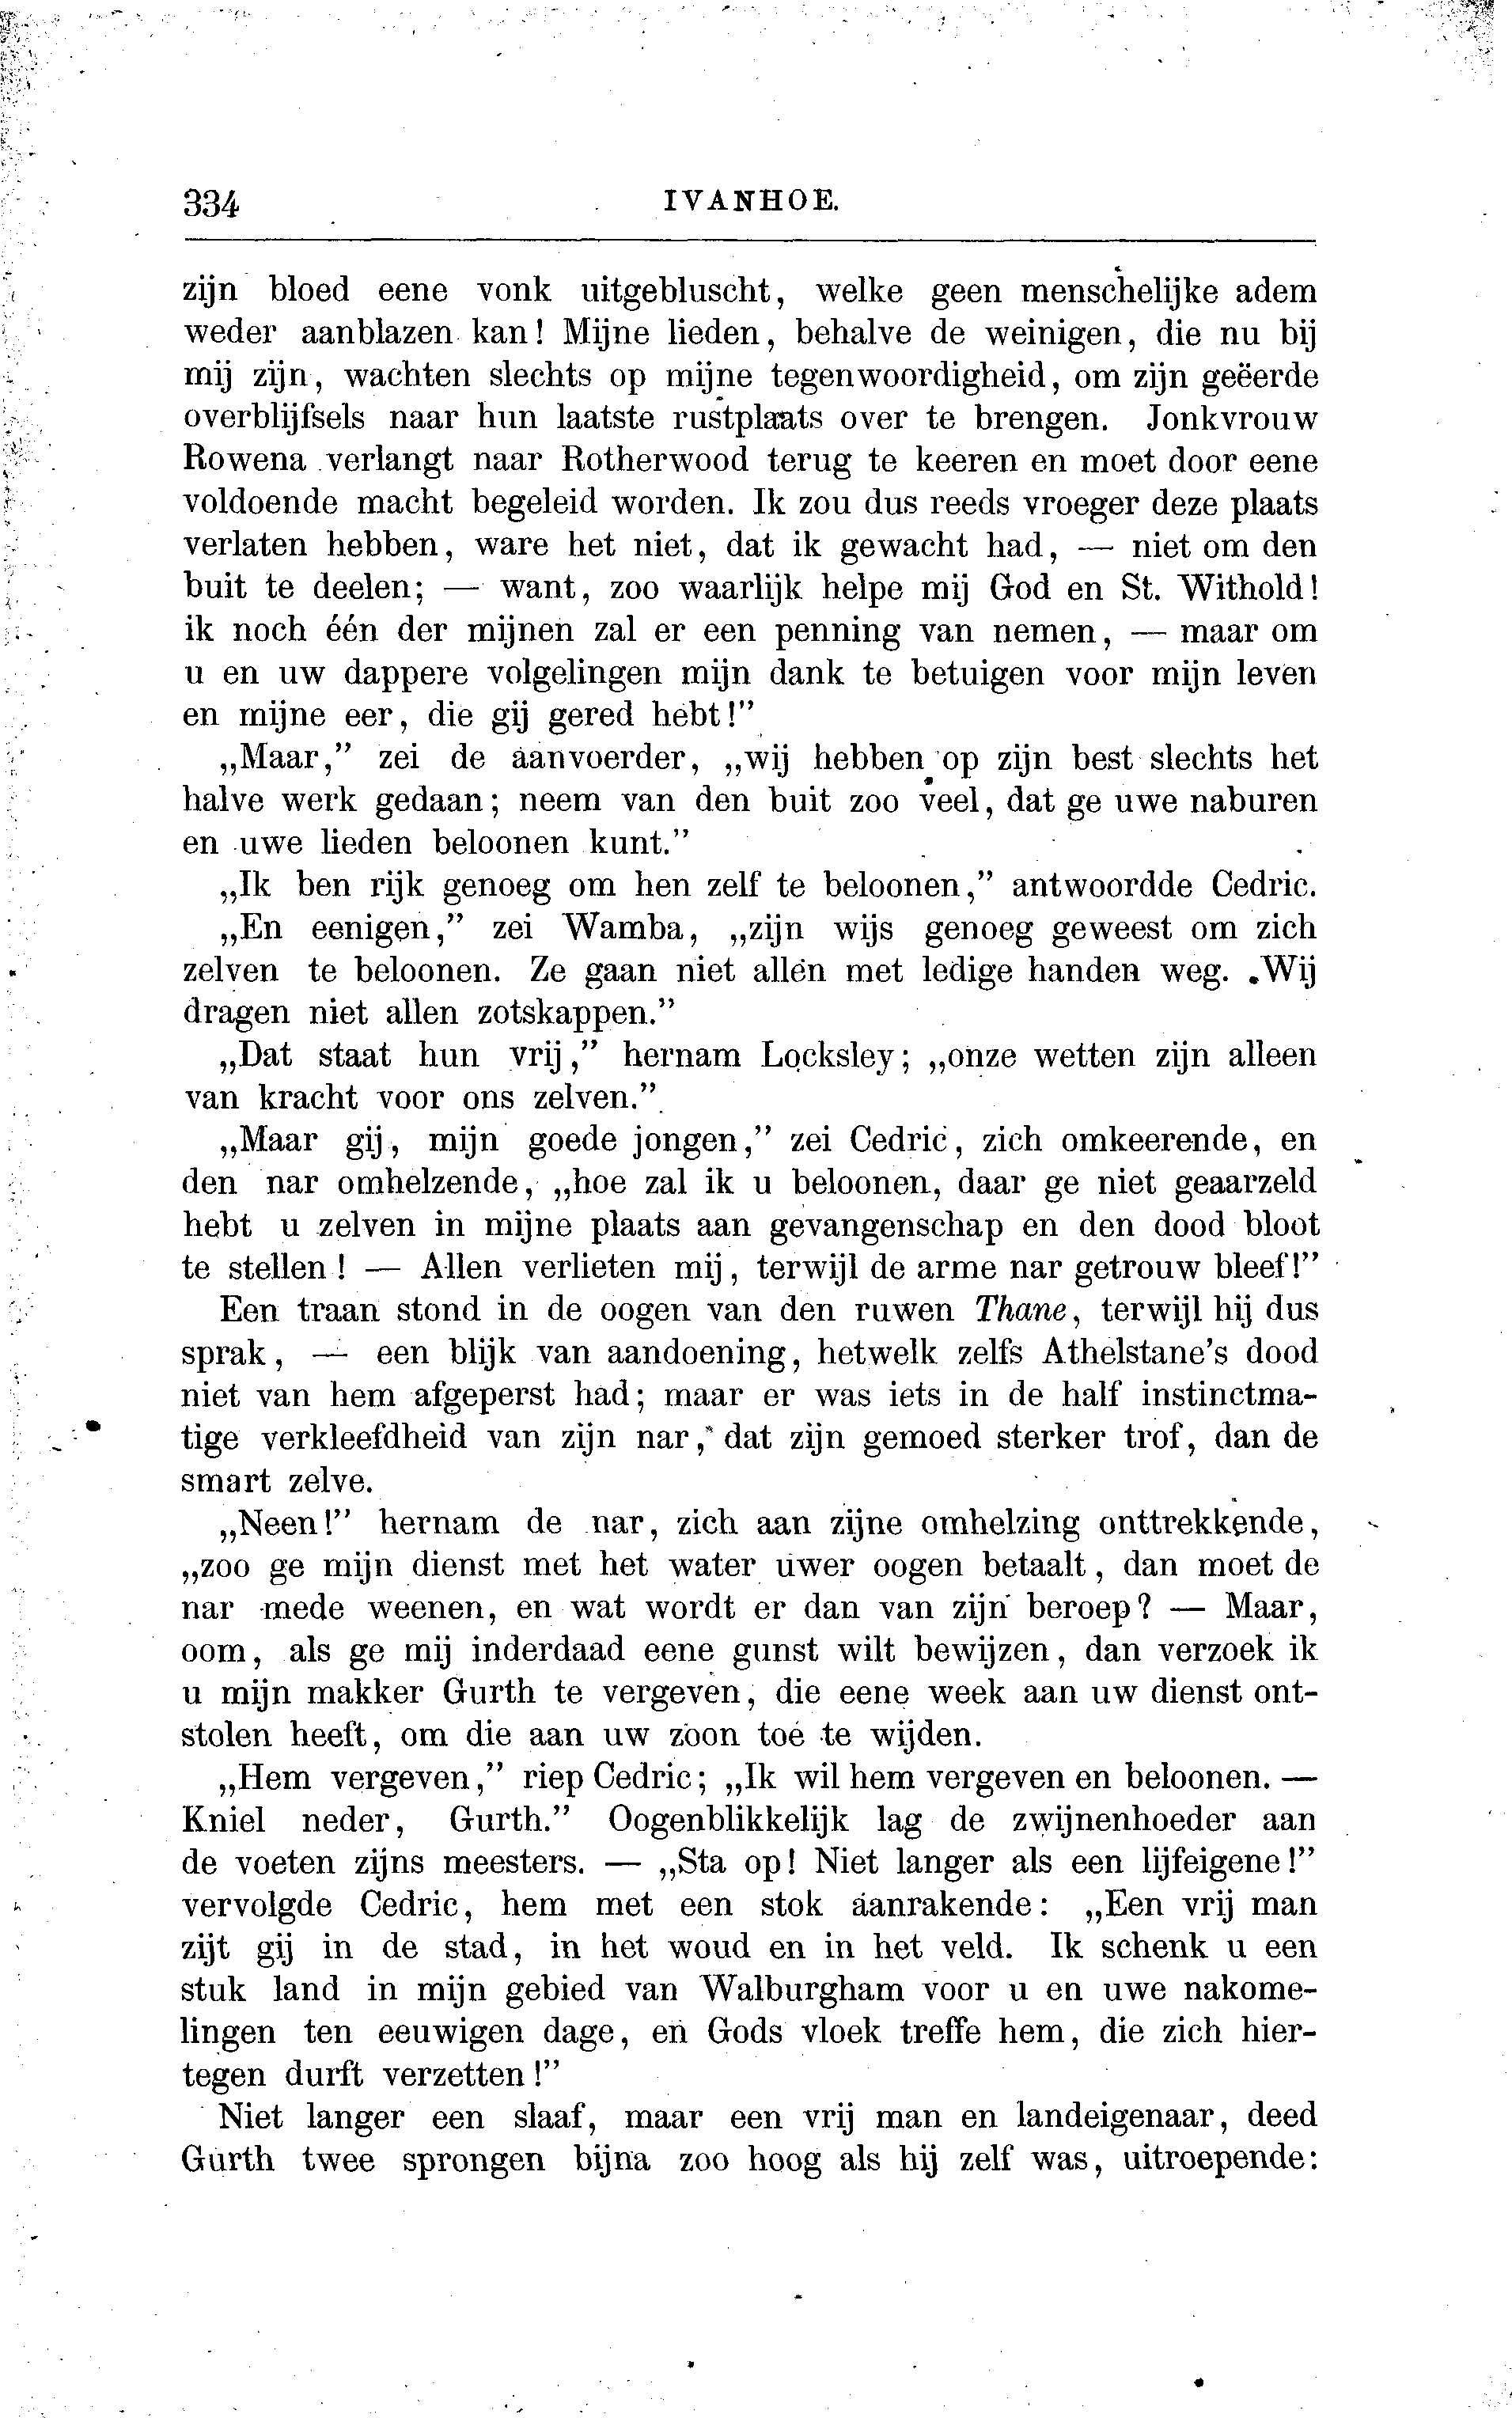 334 IVANHOE.
zijn bloed eene vonk uitgebluscht, welke geen menschelijke adem
weder aanblazen kan! Mijne lieden, behalve de weinigen, die nu bij
mij zijn, wachten slechts op mijne tegenwoordigheid, om zijn geëerde
overblijfsels naar hun laatste rustplaats over te brengen. Jonkvrouw
Rowena verlangt naar Rotherwood terug te keeren en moet door eene
voldoende macht begeleid worden. Ik zou dus reeds vroeger deze plaats
verlaten hebben, ware het niet, dat ik gewacht had, — niet om den
buit te deelen; — want, zoo waarlijk helpe mij God en St. Withold!
ik noch één der mijnen zal er een penning van nemen, — maar om
u en uw dappere volgelingen mijn dank te betuigen voor mijn leven
en mijne eer, die gij gered hebt!”
„Maar,” zei de aanvoerder, „wij hebben op zijn best slechts het
halve werk gedaan; neem van den buit zoo veel, dat ge uwe naburen
en uwe lieden beloonen kunt.”
„Ik ben rijk genoeg om hen zelf te beloonen,” antwoordde Cedric.
„En eenigen,” zei Wamba, „zijn wijs genoeg geweest om zich
zelven te beloonen. Ze gaan niet allen met ledige handen weg. Wij
dragen niet allen zotskappen.”
„Dat staat hun vrij,” hernam Locksley; „onze wetten zijn alleen
van kracht voor ons zelven.”
„Maar gij, mijn goede jongen,” zei Cedric, zich omkeerende, en
den nar omhelzende, „hoe zal ik u beloonen, daar ge niet geaarzeld
hebt u zelven in mijne plaats aan gevangenschap en den dood bloot
te stellen! — Allen verlieten mij, terwijl de arme nar getrouw bleef!”
Een traan stond in de oogen van den ruwen Thane, terwijl hij dus
sprak, — een blijk van aandoening, hetwelk zelfs Athelstane’s dood
niet van hem afgeperst had; maar er was iets in de half instinctma-
tige verkleefdheid van zijn nar, dat zijn gemoed sterker trof, dan de
smart zelve.
„Neen!” hernam de nar, zich aan zijne omhelzing onttrekkende,
„zoo ge mijn dienst met het water uwer oogen betaalt, dan moet de
nar mede weenen, en wat wordt er dan van zijn beroep? — Maar,
oom, als ge mij inderdaad eene gunst wilt bewijzen, dan verzoek ik
u mijn makker Gurth te vergeven, die eene week aan uw dienst ont-
stolen heeft, om die aan uw zoon toe te wijden.
„Hem vergeven,” riep Cedric; „Ik wil hem vergeven en beloonen. —
Kniel neder, Gurth.” Oogenblikkelijk lag de zwijnenhoeder aan
de voeten zijns meesters. — „Sta op! Niet langer als een lijfeigene!”
vervolgde Cedric, hem met een stok aanrakende: „Een vrij man
zijt gij in de stad, in het woud en in het veld. Ik schenk u een
stuk land in mijn gebied van Walburgham voor u en uwe nakome-
lingen ten eeuwigen dage, en Gods vloek treffe hem, die zich hier-
tegen durft verzetten!”
Niet langer een slaaf, maar een vrij man en landeigenaar, deed
Gurth twee sprongen bijna zoo hoog als hij zelf was, uitroepende: